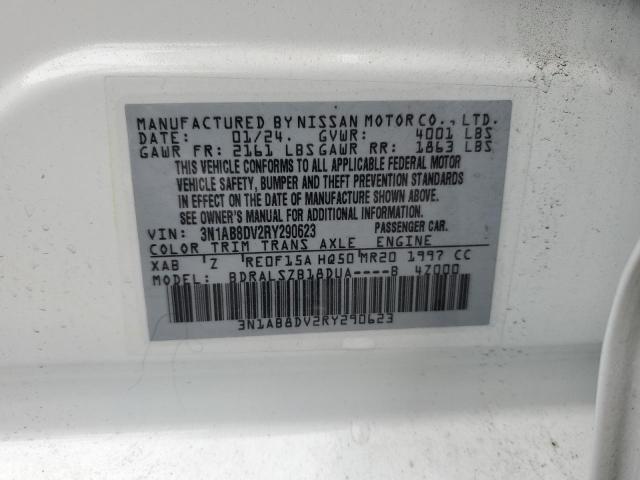 MANUFACTURED BY NISSAN MOTOR CO., LTD.
DATE: 01/24. GVWR: 4001 LBS
GAWR FR: 2161 LBS GAWR RR: 1863 LBS
THIS VEHICLE CONFORMS TO ALL APPLICABLE FEDERAL MOTOR
VEHICLE SAFETY, BUMPER AND THEFT PREVENTION STANDARDS
IN EFFECT ON THE DATE OF MANUFACTURE SHOWN ABOVE.
SEE OWNER'S MANUAL FOR ADDITIONAL INFORMATION.
VIN: 3N1AB8DV2RY290623 PASSENGER CAR.
COLOR TRIM TRANS AXLE ENGINE
XAB 'Z 'RE0F15A HQ50'MR20 1997 CC
MODEL: BDRALSZB18DUA----B 4Z000
3N1AB8DV2RY290623